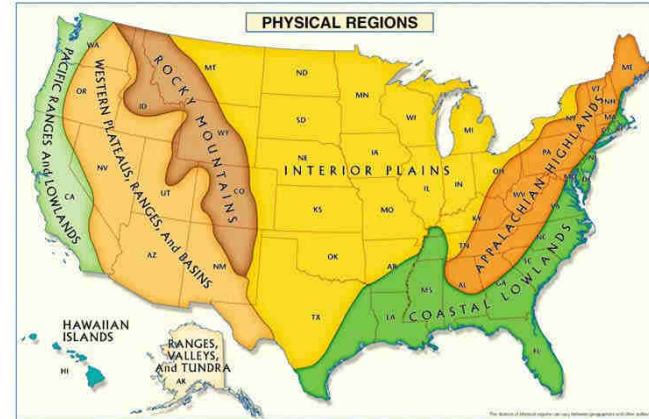 PHYSICAL REGIONS
PACIFIC RANGES AND LOWLANDS
WESTERN PLATEAUS, RANGES, And BASINS
ROCKY MOUNTAINS
INTERIOR PLAINS
APPALACHIAN HIGHLANDS
COASTAL LOWLANDS
HAWAIIAN
ISLANDS
RANGES,
VALLEYS,
And TUNDRA
AK
HI
WA
OR
CA
NV
ID
MT
WY
UT
CO
AZ
NM
ND
SD
NE
KS
OK
TX
MN
IA
MO
AR
LA
WI
IL
MI
IN
OH
KY
TN
MS
AL
GA
FL
SC
NC
VA
WV
PA
NY
VT
NH
ME
MA